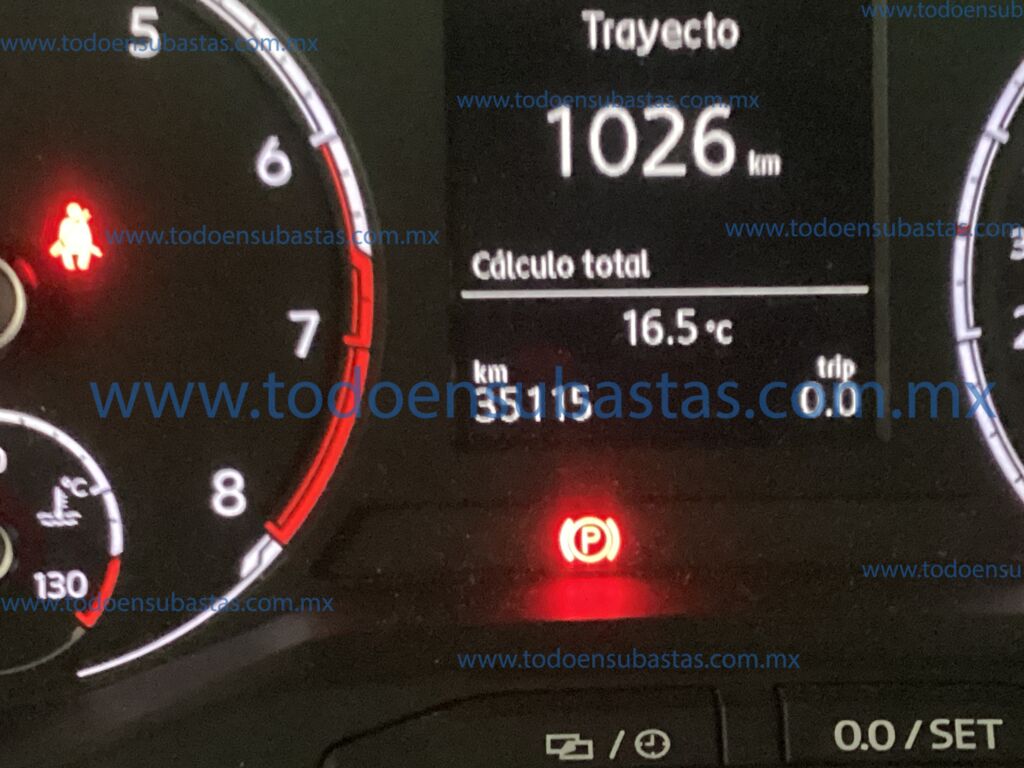 5
6
7
8
130
°C
Trayecto
1026 km
Cálculo total
16.5 °C
km
35115
trip
0.0
P
0.0 / SET
www.todoensubastas.com.mx
www.todoensubastas.com.mx
www.todoensubastas.com.mx
www.todoensubastas.com.mx
www.todoensubastas.com.mx
www.todoensubastas.com.mx
www.todoensubastas.com.mx
www.todoensubastas.com.mx